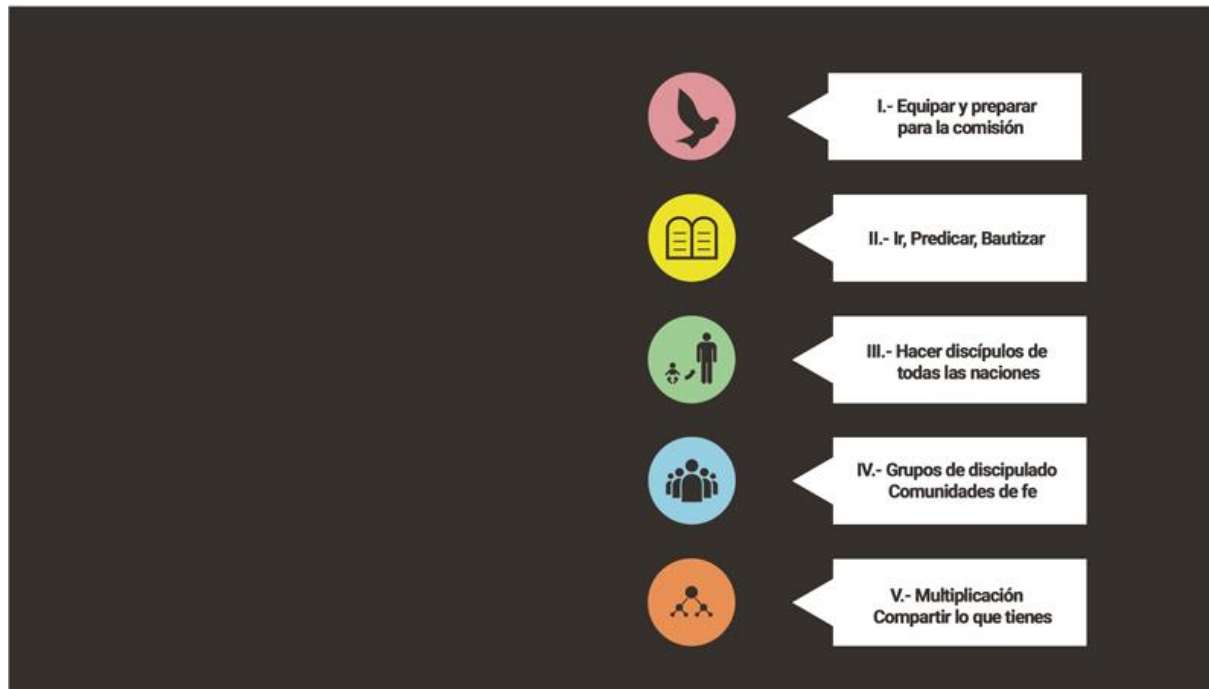 I.- Equipar y preparar
para la comisión
II.- Ir, Predicar, Bautizar
III.- Hacer discípulos de
todas las naciones
IV.- Grupos de discipulado
Comunidades de fe
V.- Multiplicación
Compartir lo que tienes